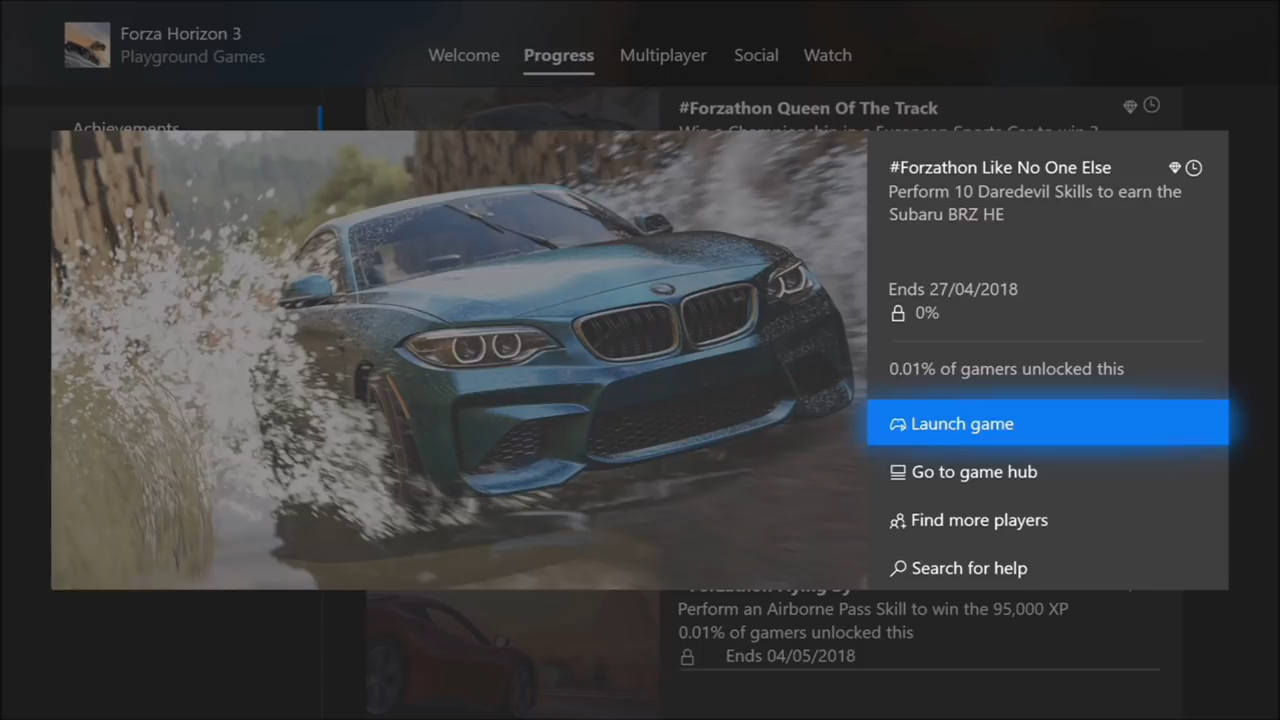 Forza Horizon 3
Playground Games
Welcome Progress Multiplayer Social Watch
Achievements
#Forzathon Queen Of The Track
#Forzathon Like No One Else
Perform 10 Daredevil Skills to earn the
Subaru BRZ HE
Ends 27/04/2018
0%
0.01% of gamers unlocked this
Launch game
Go to game hub
Find more players
Search for help
Perform an Airborne Pass Skill to win the 95,000 XP
0.01% of gamers unlocked this
Ends 04/05/2018